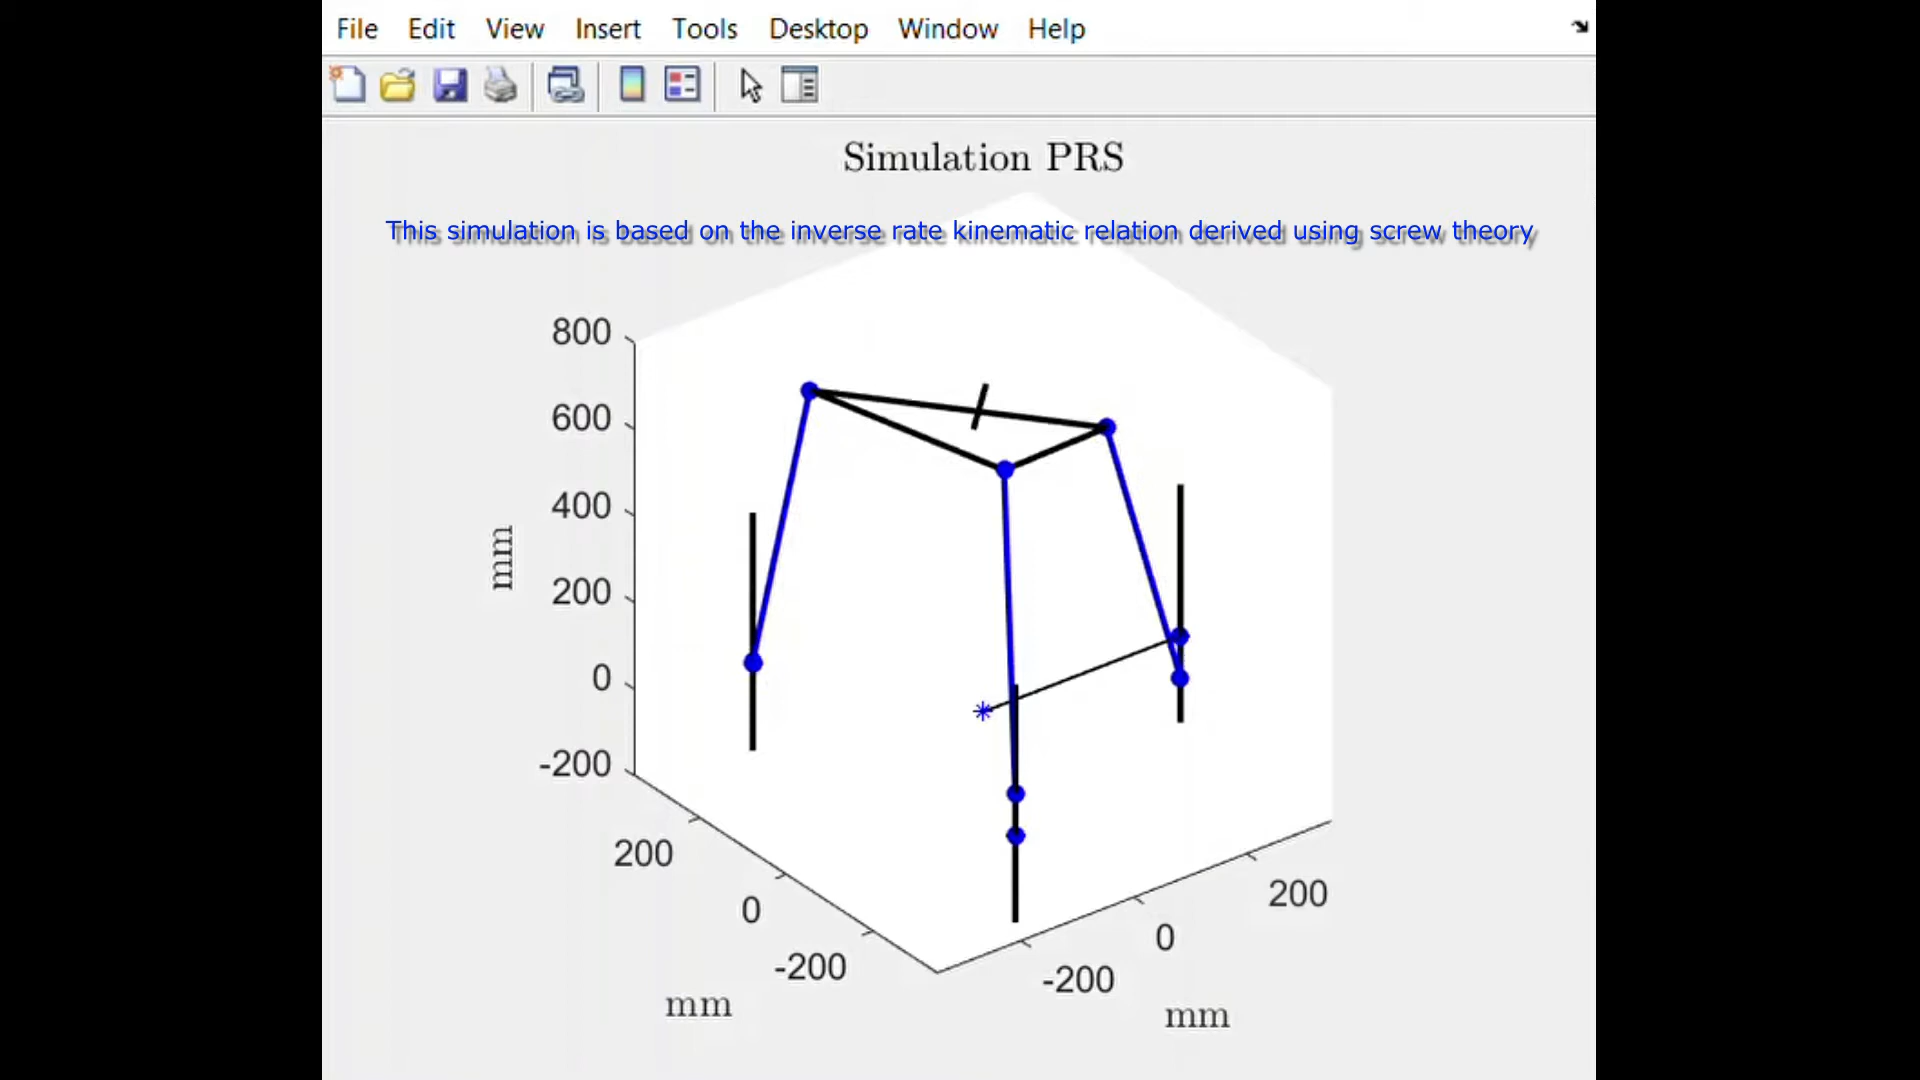 File Edit View Insert Tools Desktop Window Help
Simulation PRS
This simulation is based on the inverse rate kinematic relation derived using screw theory
800
600
400
200
0
-200
mm
200
0
-200
mm
-200
0
200
mm